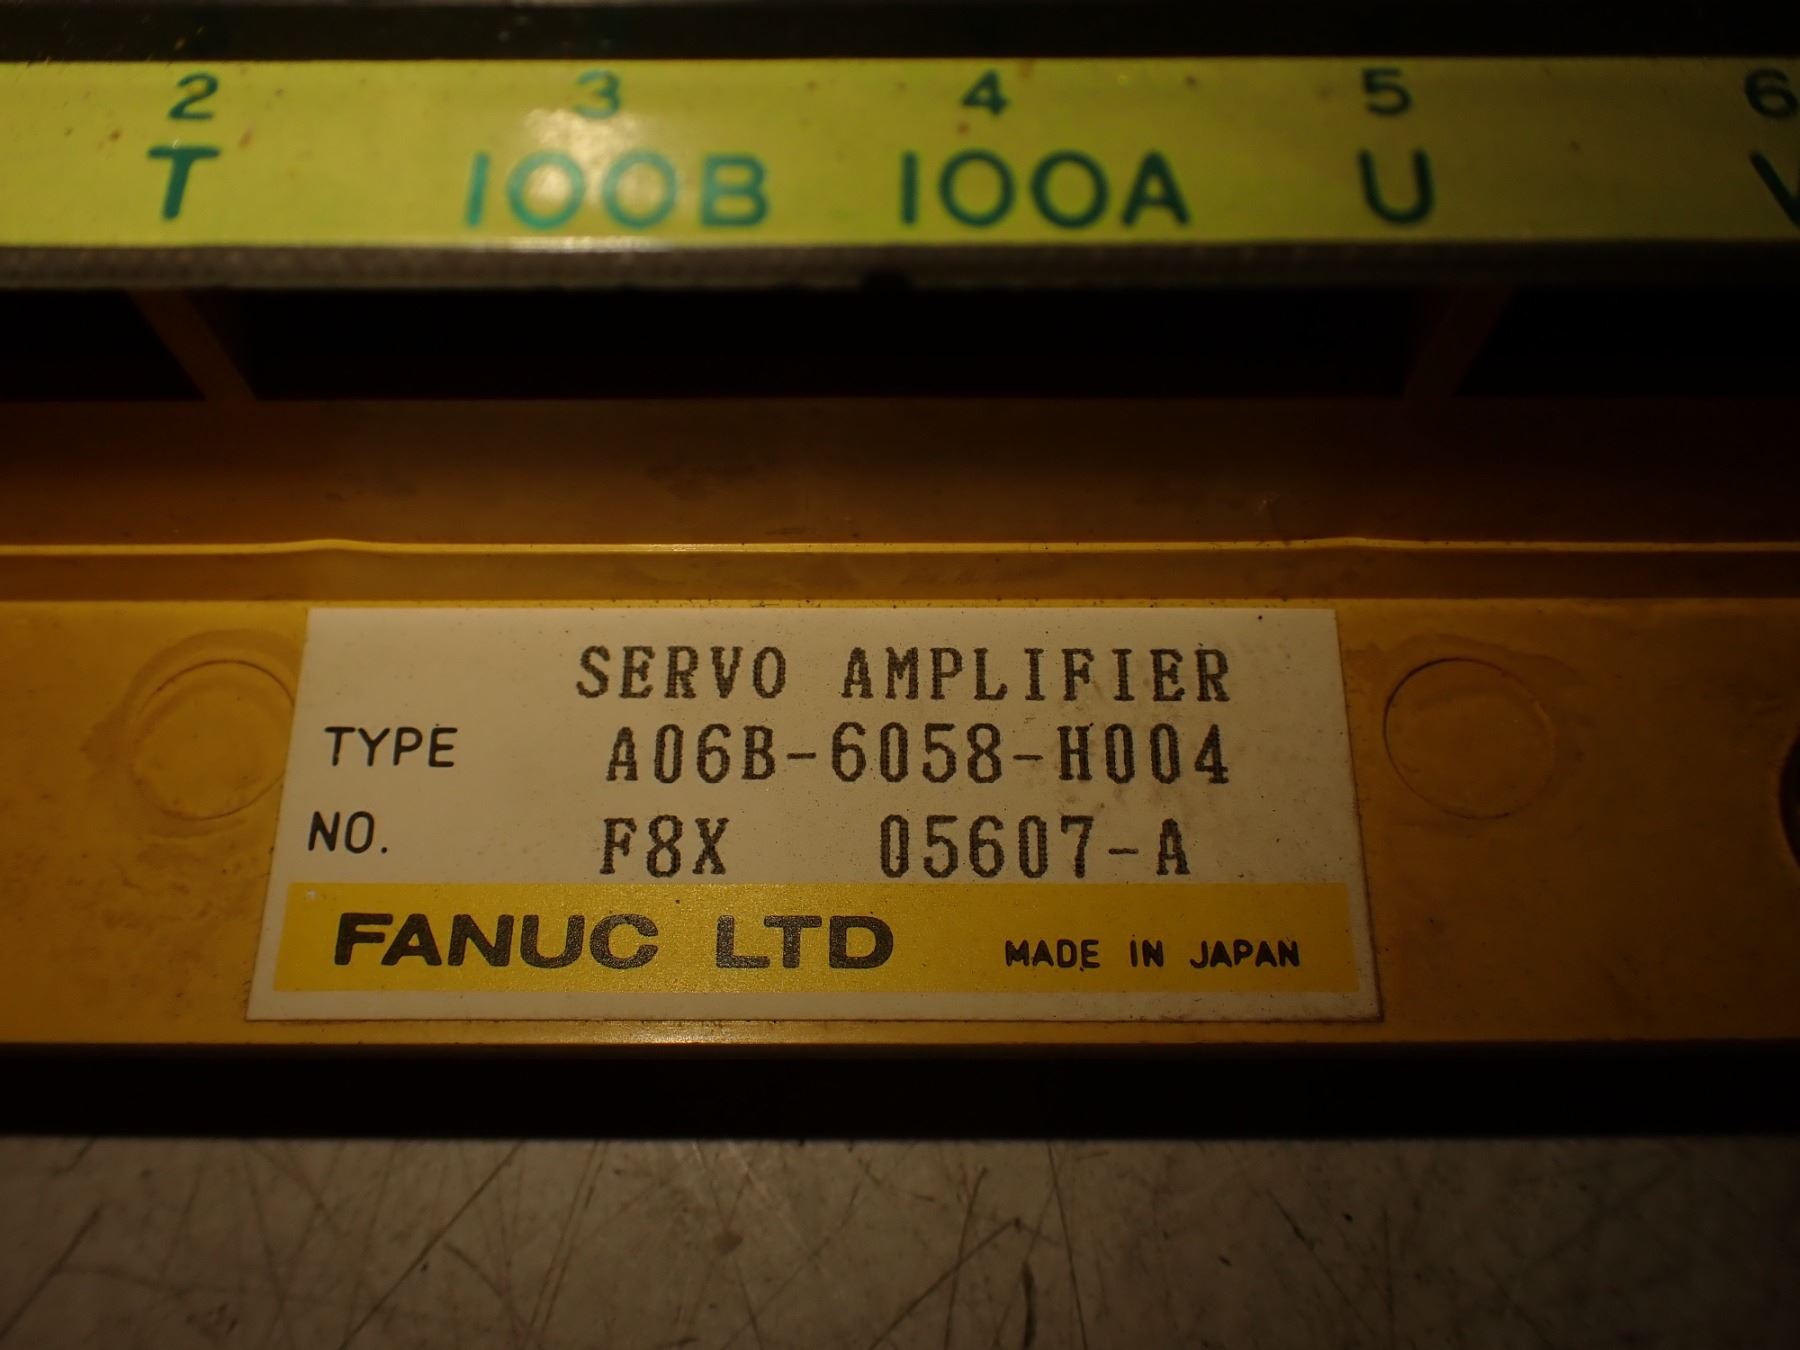 2 3 4 5 6
T 100B 100A U
SERVO AMPLIFIER
TYPE A06B-6058-H004
NO. F8X 05607-A
FANUC LTD MADE IN JAPAN